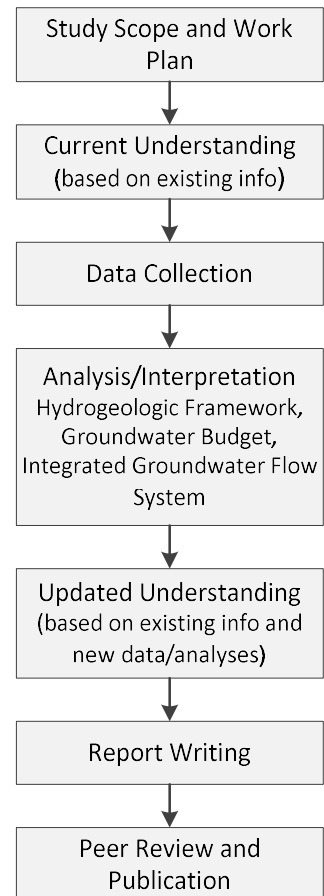 Study Scope and Work
Plan
Current Understanding
(based on existing info)
Data Collection
Analysis/Interpretation
Hydrogeologic Framework,
Groundwater Budget,
Integrated Groundwater Flow
System
Updated Understanding
(based on existing info and
new data/analyses)
Report Writing
Peer Review and
Publication